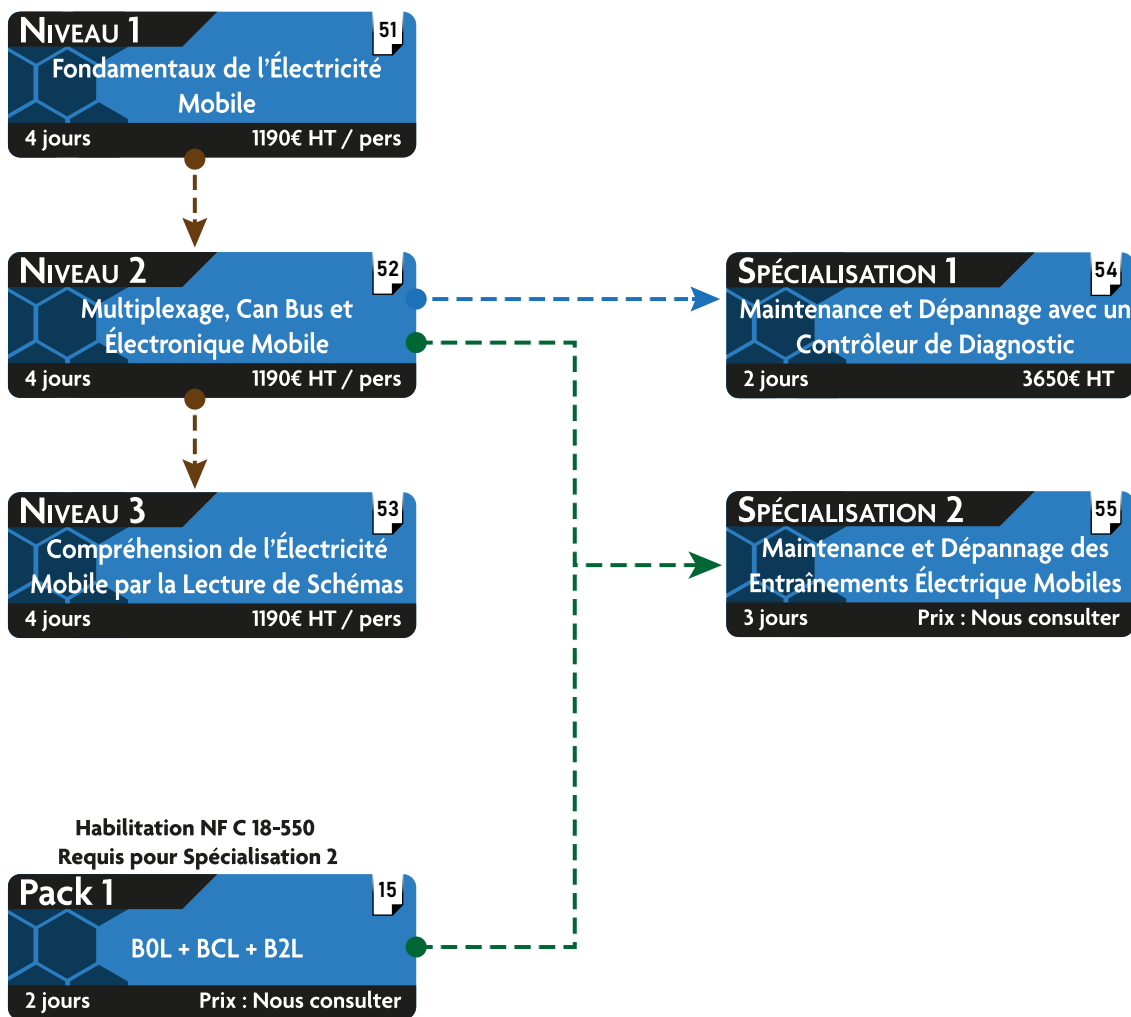 NIVEAU 1
51
Fondamentaux de l'Électricité
Mobile
4 jours
1190€ HT / pers
NIVEAU 2
52
Multiplexage, Can Bus et
Électronique Mobile
4 jours
1190€ HT / pers
SPÉCIALISATION 1
54
Maintenance et Dépannage avec un
Contrôleur de Diagnostic
2 jours
3650€ HT
NIVEAU 3
53
Compréhension de l'Électricité
Mobile par la Lecture de Schémas
4 jours
1190€ HT / pers
SPÉCIALISATION 2
55
Maintenance et Dépannage des
Entraînements Électrique Mobiles
3 jours
Prix : Nous consulter
Habilitation NF C 18-550
Requis pour Spécialisation 2
Pack 1
15
B0L + BCL + B2L
2 jours
Prix : Nous consulter